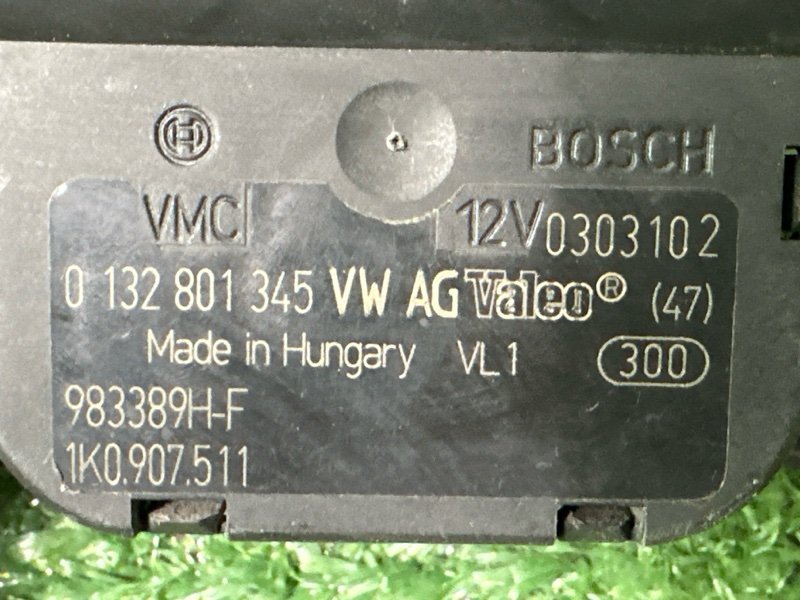 BOSCH
VMC 12V 0303102
0 132 801 345 VW AG Valeo® (47)
Made in Hungary VL1 300
983389H-F
1K0.907.511